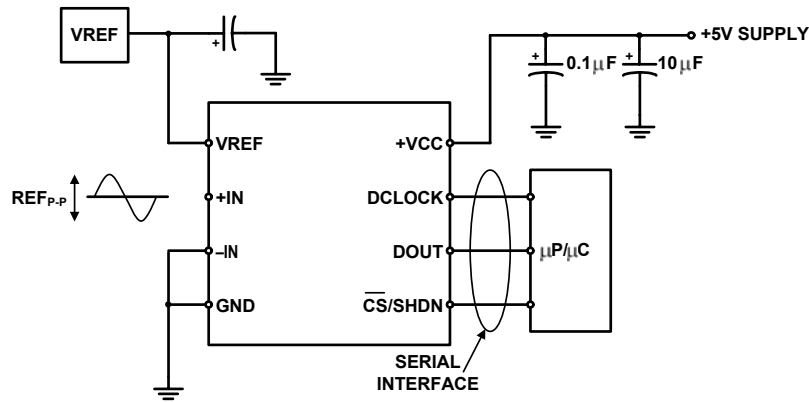 VREF
+
+5V SUPPLY
+
0.1μF
+
10μF
VREF
+VCC
REFP-P
+IN
DCLOCK
–IN
DOUT
μP/μC
GND
CS/SHDN
SERIAL
INTERFACE